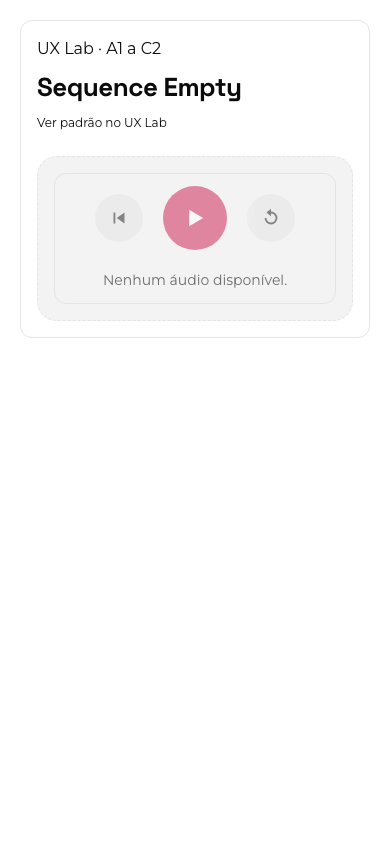 UX Lab · A1 a C2
Sequence Empty
Ver padrão no UX Lab
Nenhum áudio disponível.